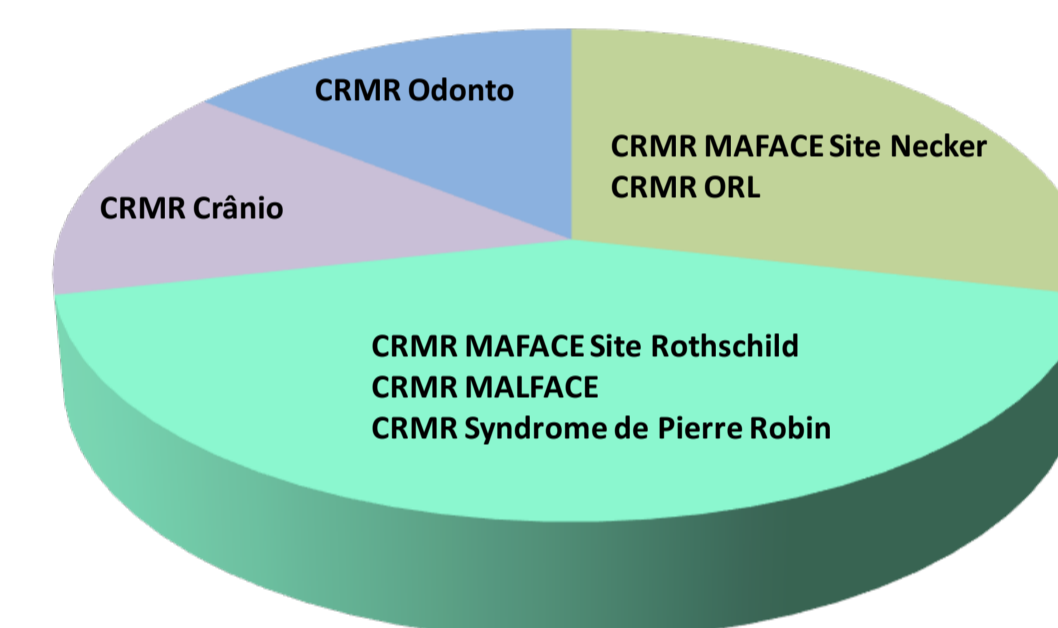 CRMR Odonto
CRMR MAFACE Site Necker
CRMR ORL
CRMR Crânio
CRMR MAFACE Site Rothschild
CRMR MALFACE
CRMR Syndrome de Pierre Robin